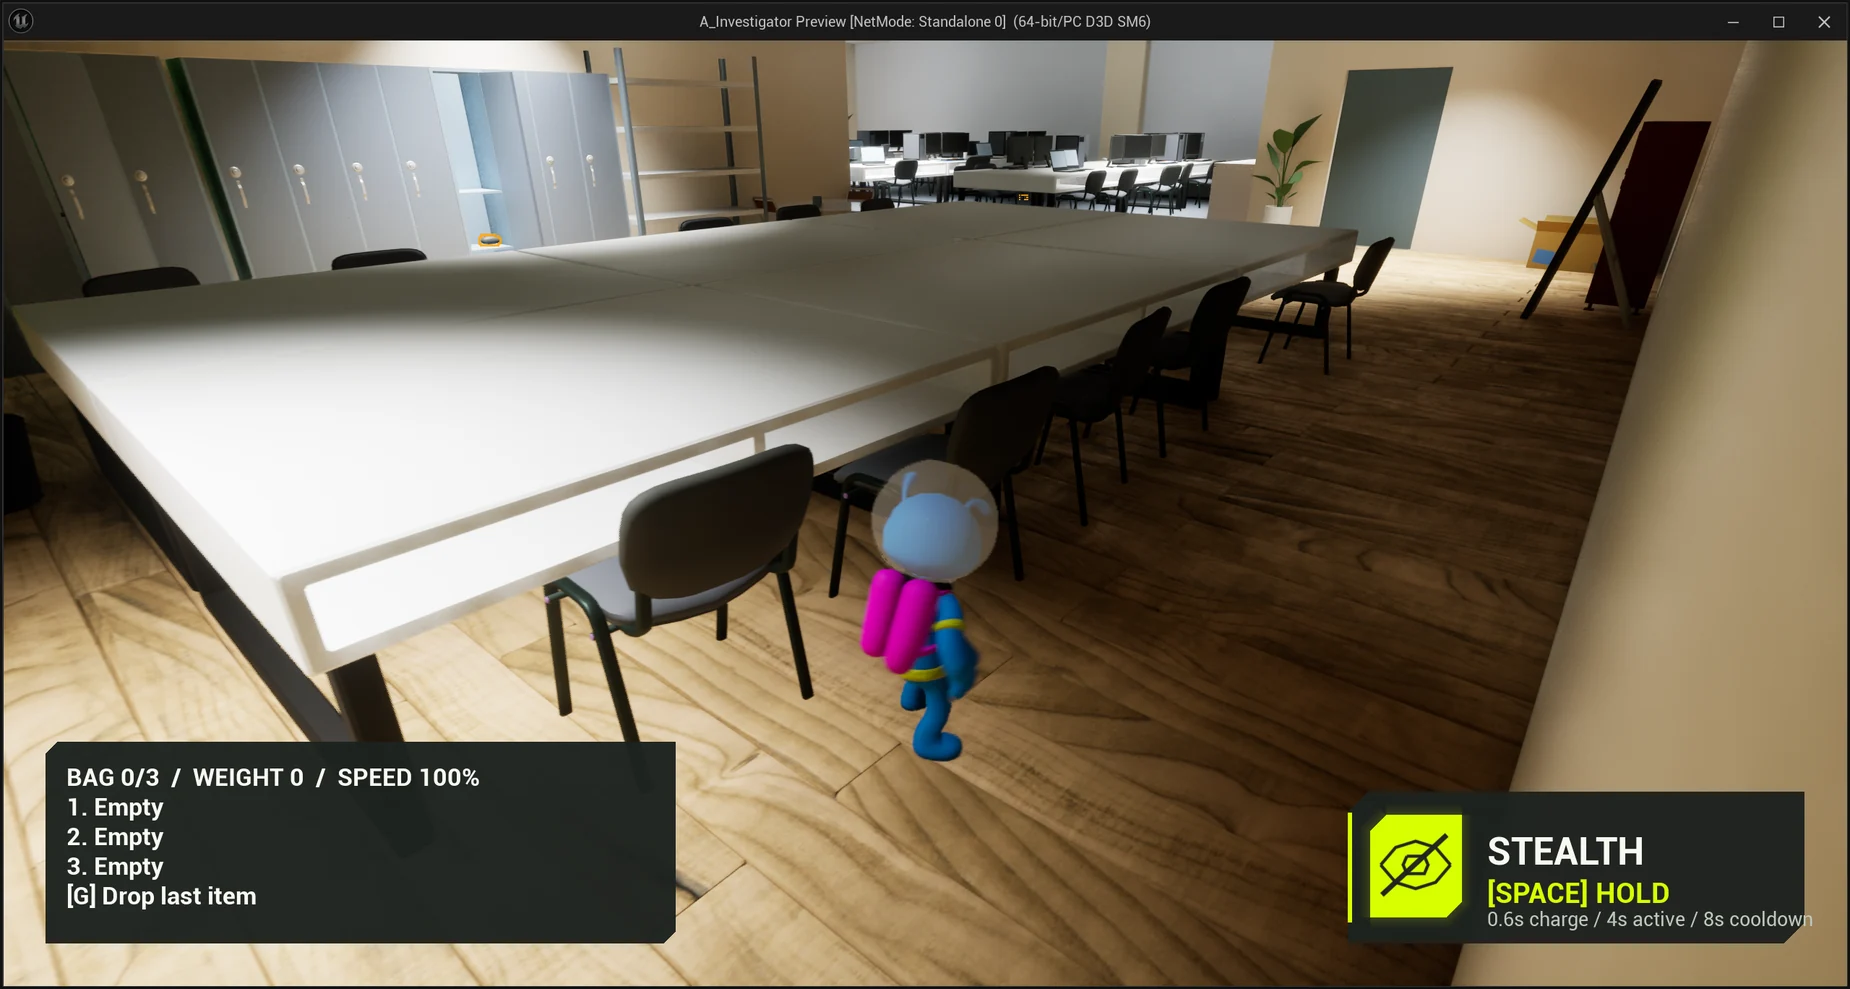 A_Investigator Preview [NetMode: Standalone 0] (64-bit/PC D3D SM6)
BAG 0/3 / WEIGHT 0 / SPEED 100%
1. Empty
2. Empty
3. Empty
[G] Drop last item
STEALTH
[SPACE] HOLD
0.6s charge / 4s active / 8s cooldown